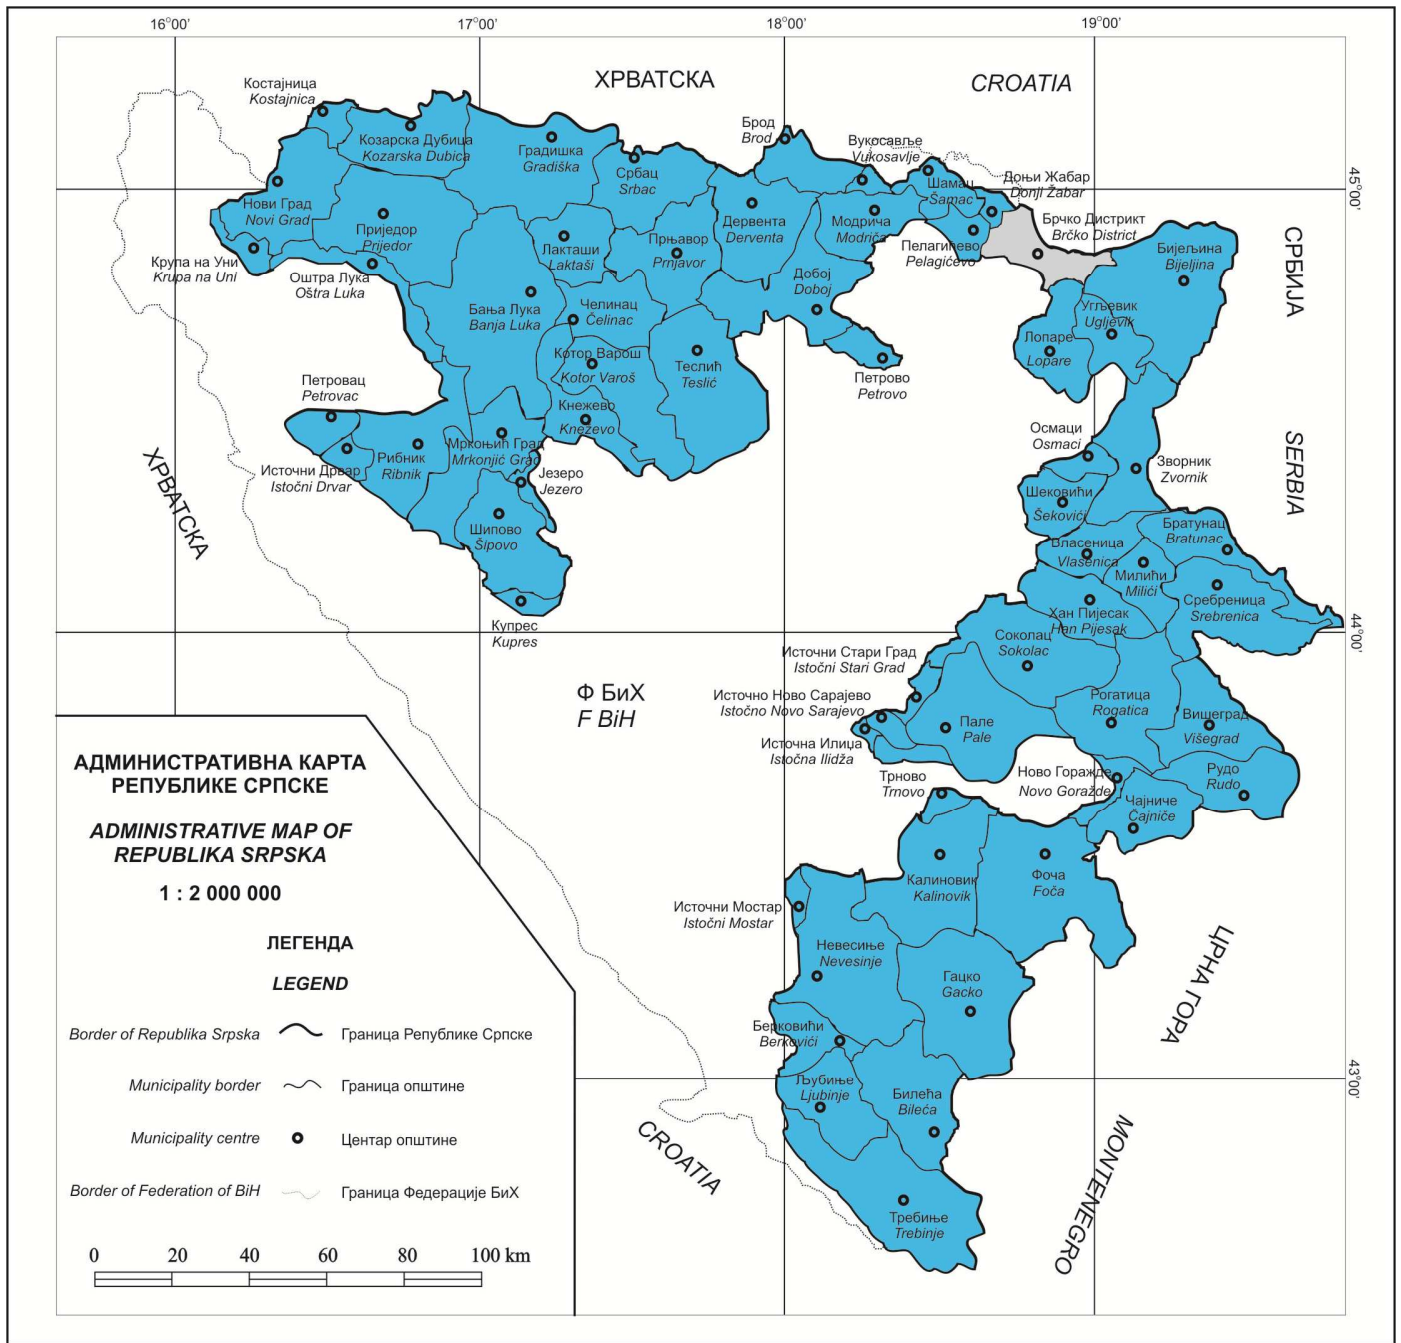 16°00'
17°00'
18°00'
19°00'
ХРВАТСКА
CROATIA
Костајница
Kostajnica
Козарска Дубица
Kozarska Dubica
Градишка
Gradiška
Србац
Srbac
Брод
Brod
Вукосавље
Vukosavlje
Шамац
Šamac
Доњи Жабар
Donji Žabar
45°00'
Нови Град
Novi Grad
Приједор
Prijedor
Лакташи
Laktaši
Прњавор
Prnjavor
Дервента
Derventa
Модрича
Modriča
Пелагићево
Pelagićevo
Брчко Дистрикт
Brčko District
Бијељина
Bijeljina
СРБИЈА
Крупа на Уни
Krupa na Uni
Оштра Лука
Oštra Luka
Бања Лука
Banja Luka
Челинац
Čelinac
Добој
Doboj
Угљевик
Ugljevik
Лопаре
Lopare
Котор Варош
Kotor Varoš
Теслић
Teslić
Петрово
Petrovo
Петровац
Petrovac
Кнежево
Knezevo
Осмаци
Osmaci
Зворник
Zvornik
SERBIA
Источни Дрвар
Istočni Drvar
Рибник
Ribnik
Мркоњић Град
Mrkonjić Grad
Језеро
Jezero
ХРВАТСКА
Шипово
Šipovo
Шековићи
Šekovići
Братунац
Bratunac
Власеница
Vlasenica
Милићи
Milići
Сребреница
Srebrenica
Купрес
Kupres
Хан Пијесак
Han Pijesak
44°00'
Соколац
Sokolac
Источни Стари Град
Istočni Stari Grad
Источно Ново Сарајево
Istočno Novo Sarajevo
Источна Илиџа
Istočna Ilidža
Пале
Pale
Рогатица
Rogatica
Вишеград
Višegrad
Ф БиХ
F BiH
Трново
Trnovo
Ново Горажде
Novo Goražde
Рудо
Rudo
Чајниче
Čajniče
Калиновик
Kalinovik
Фоча
Foča
Источни Мостар
Istočni Mostar
Невесиње
Nevesinje
Гацко
Gacko
ЦРНА ГОРА
Берковићи
Berkovići
43°00'
Љубиње
Ljubinje
Билећа
Bileća
CROATIA
MONTENEGRO
Требиње
Trebinje
АДМИНИСТРАТИВНА КАРТА
РЕПУБЛИКЕ СРПСКЕ
ADMINISTRATIVE MAP OF
REPUBLIKA SRPSKA
1 : 2 000 000
ЛЕГЕНДА
LEGEND
Border of Republika Srpska Граница Републике Српске
Municipality border Граница општине
Municipality centre Центар општине
Border of Federation of BiH Граница Федерације БиХ
0 20 40 60 80 100 km